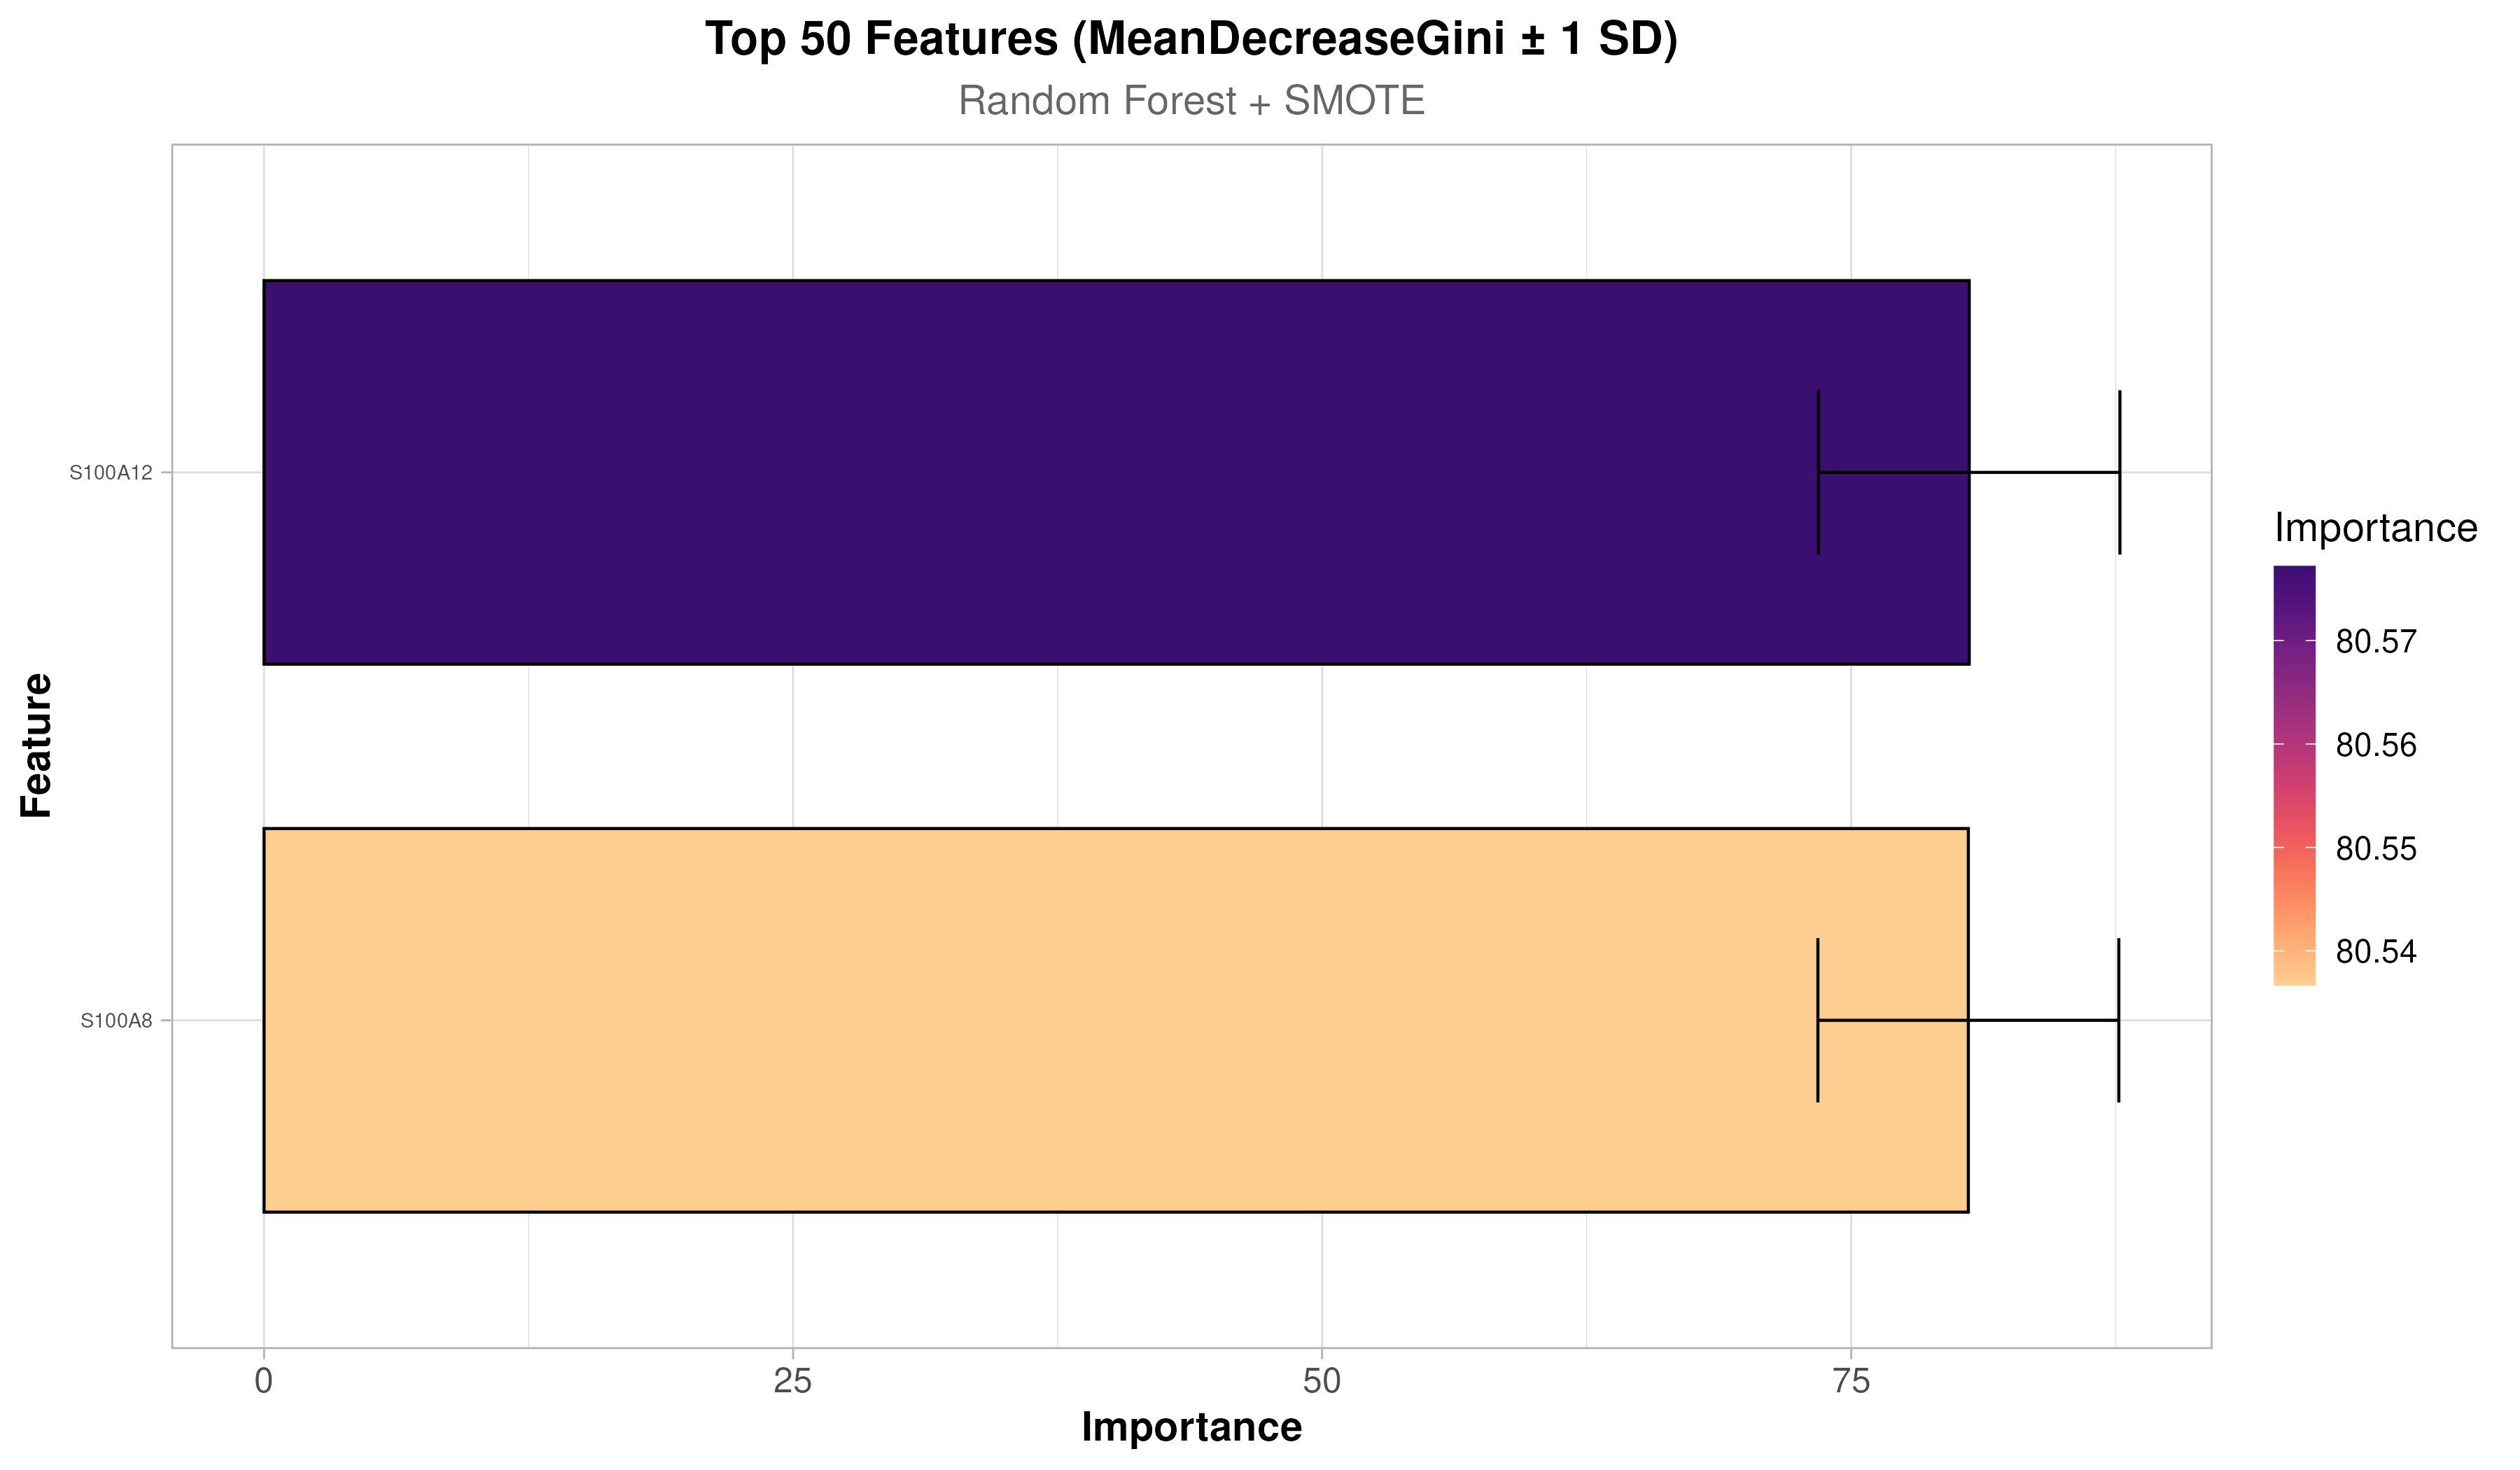 Top 50 Features (MeanDecreaseGini ± 1 SD)
Random Forest + SMOTE
Feature
S100A12
S100A8
0
25
50
75
Importance
Importance
80.57
80.56
80.55
80.54